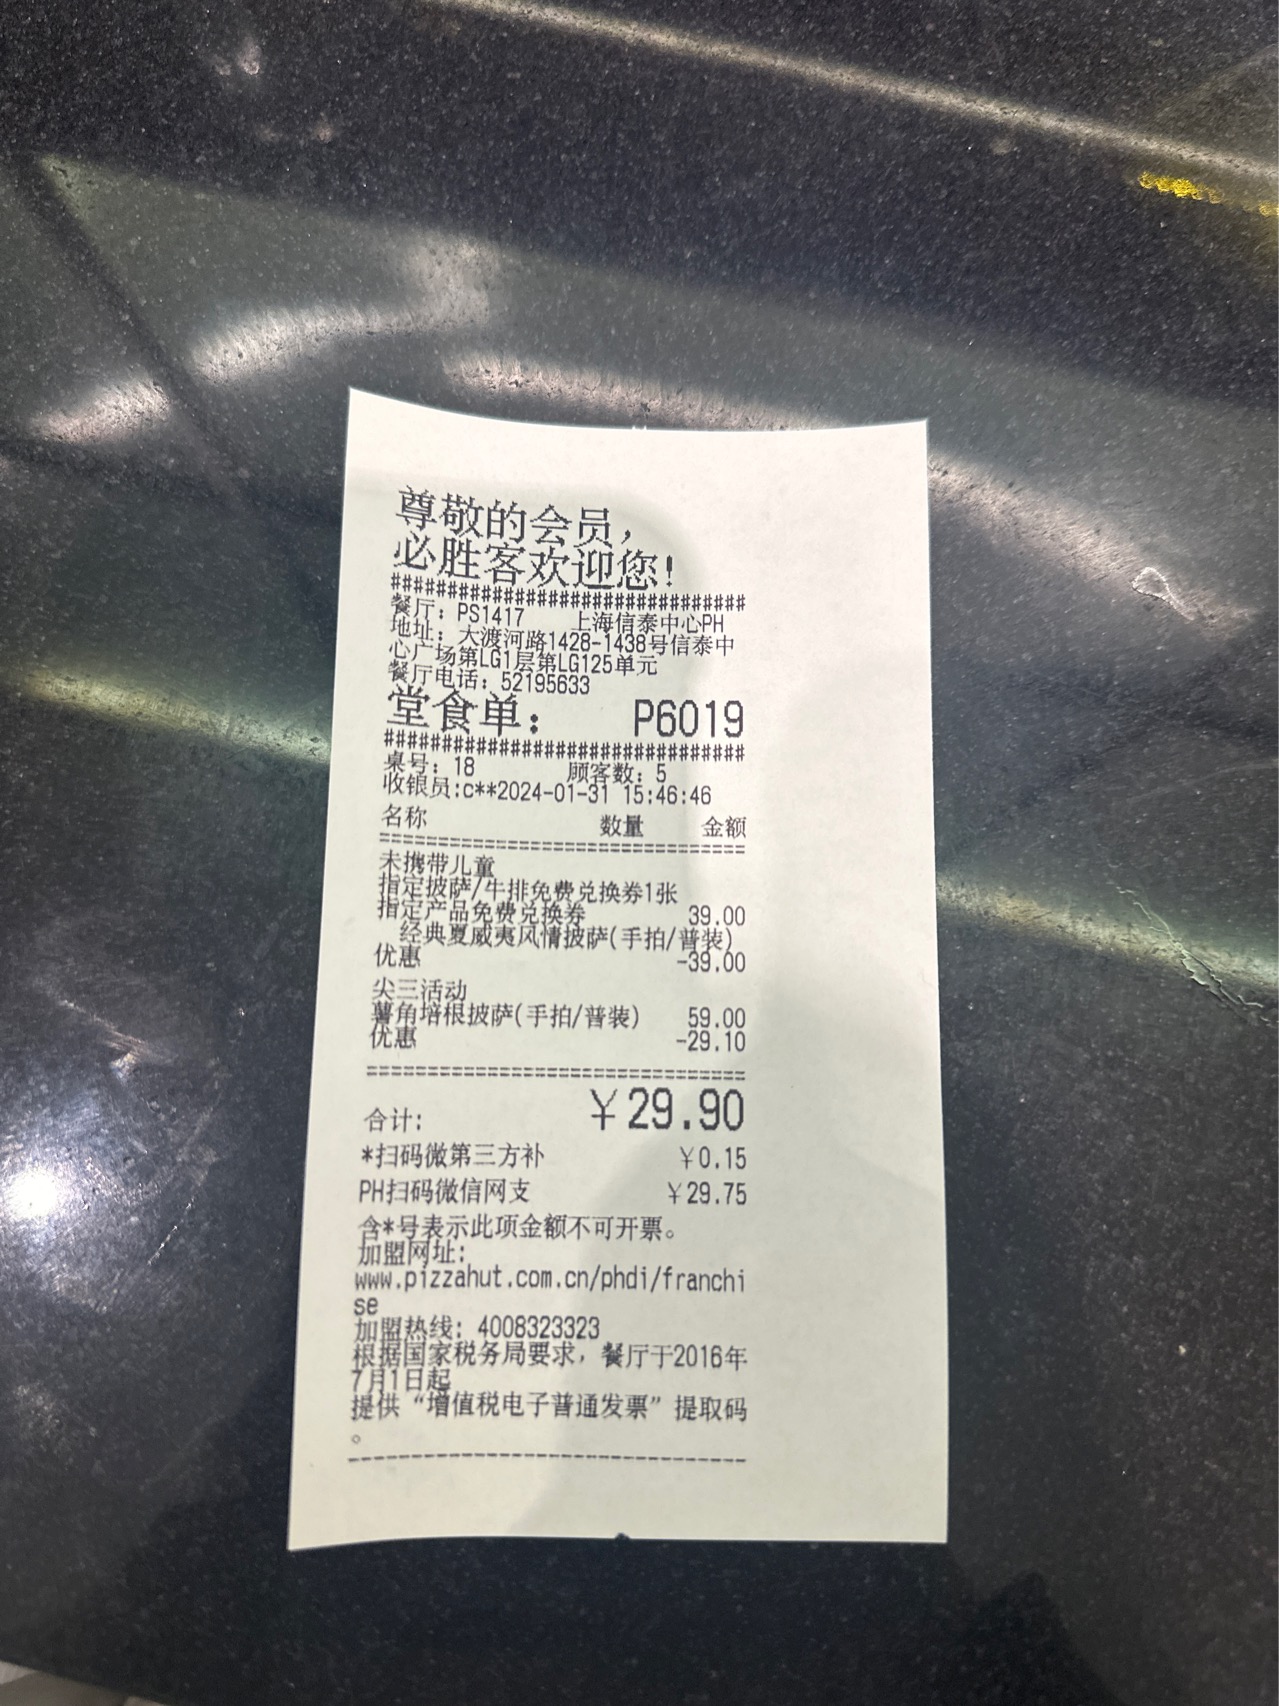 尊敬的会员，
必胜客欢迎您!
###############################
餐厅：PS1417 上海信泰中心PH
地址：大渡河路1428-1438号信泰中
心广场第LG1层第LG125单元
餐厅电话：52195633
堂食单： P6019
###############################
桌号：18 顾客数：5
收银员:c**2024-01-31 15:46:46
名称 数量 金额
===============================
未携带儿童
指定披萨/牛排免费兑换券1张
指定产品免费兑换券 39.00
经典夏威夷风情披萨(手拍/普装)
优惠 -39.00
尖三活动
薯角培根披萨(手拍/普装) 59.00
优惠 -29.10
===============================
合计: ￥29.90
*扫码微第三方补 ￥0.15
PH扫码微信网支 ￥29.75
含*号表示此项金额不可开票。
加盟网址:
www.pizzahut.com.cn/phdi/franchi
se
加盟热线: 4008323323
根据国家税务局要求，餐厅于2016年
7月1日起
提供“增值税电子普通发票”提取码
。
-------------------------------